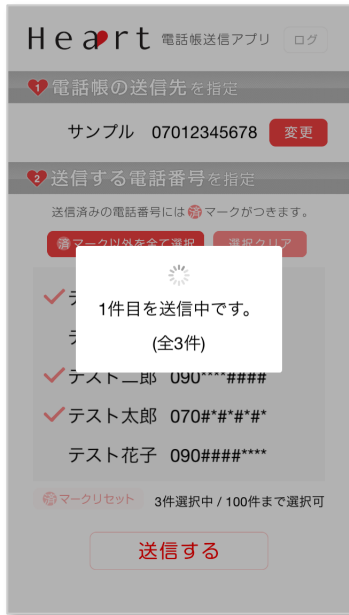 Heart 電話帳送信アプリ ログ
1 電話帳の送信先を指定
サンプル 07012345678 変更
2 送信する電話番号を指定
送信済みの電話番号には済マークがつきます。
済マーク以外を全て選択 選択クリア
1件目を送信中です。
(全3件)
テスト二郎 090****####
テスト太郎 070#*#*#*#*
テスト花子 090####****
済マークリセット 3件選択中 / 100件まで選択可
送信する